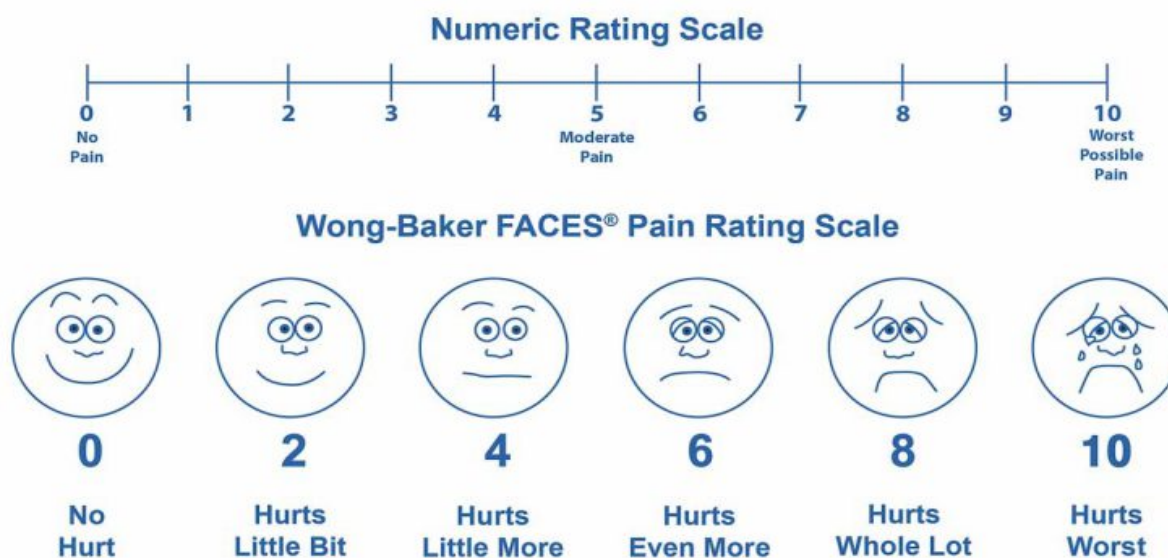 Numeric Rating Scale
0 1 2 3 4 5 6 7 8 9 10
No
Pain
Moderate
Pain
Worst
Possible
Pain
Wong-Baker FACES® Pain Rating Scale
0 2 4 6 8 10
No
Hurt
Hurts
Little Bit
Hurts
Little More
Hurts
Even More
Hurts
Whole Lot
Hurts
Worst